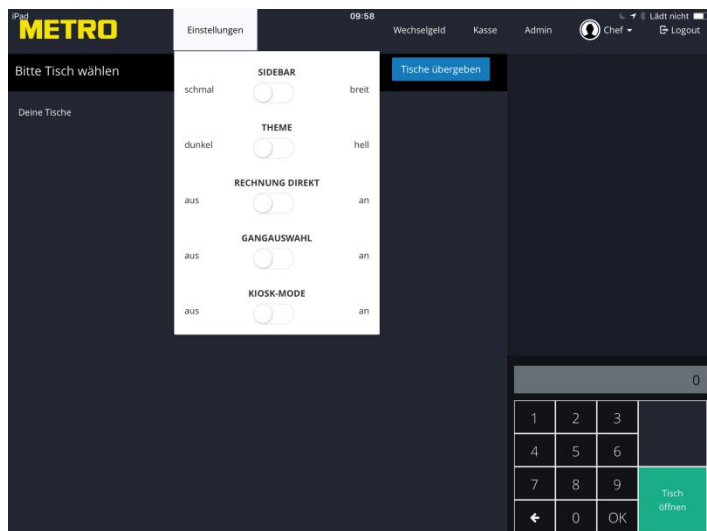 iPad
09:58
Lädt nicht
METRO
Einstellungen
Wechselgeld
Kasse
Admin
Chef
Logout
Bitte Tisch wählen
Tische übergeben
Deine Tische
SIDEBAR
schmal
breit
THEME
dunkel
hell
RECHNUNG DIREKT
aus
an
GANGAUSWAHL
aus
an
KIOSK-MODE
aus
an
0
1 2 3
4 5 6
7 8 9
0 OK
Tisch
öffnen